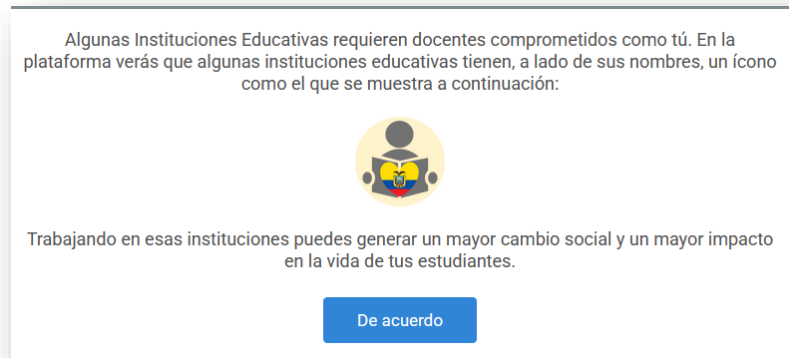 Algunas Instituciones Educativas requieren docentes comprometidos como tú. En la
plataforma verás que algunas instituciones educativas tienen, a lado de sus nombres, un ícono
como el que se muestra a continuación:
Trabajando en esas instituciones puedes generar un mayor cambio social y un mayor impacto
en la vida de tus estudiantes.
De acuerdo